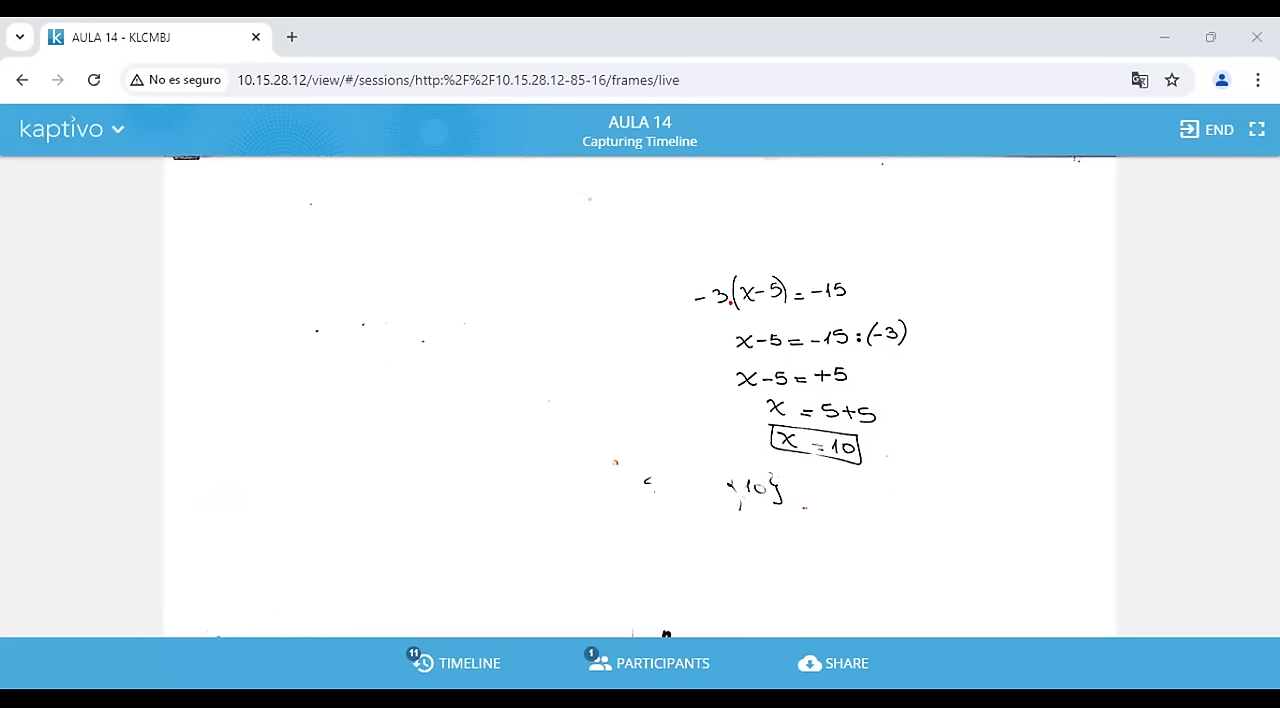 AULA 14 - KLCMBJ
No es seguro 10.15.28.12/view/#/sessions/http:%2F%2F10.15.28.12-85-16/frames/live
kaptivo
AULA 14
Capturing Timeline
END
-3.(x-5)=-15
x-5=-15:(-3)
x-5=+5
x=5+5
x=10
10}
11 TIMELINE
1 PARTICIPANTS
SHARE